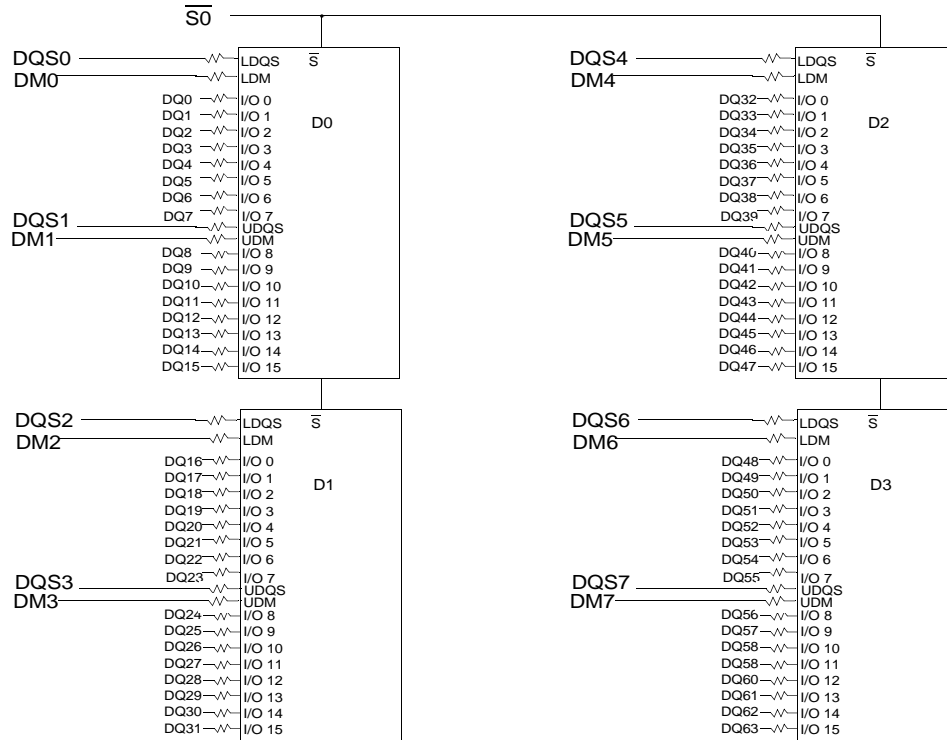 S0
DQS0 LDQS S
DM0 LDM
DQ0 I/O 0
DQ1 I/O 1
D0
DQ2 I/O 2
DQ3 I/O 3
DQ4 I/O 4
DQ5 I/O 5
DQ6 I/O 6
DQ7 I/O 7
DQS1 UDQS
DM1 UDM
DQ8 I/O 8
DQ9 I/O 9
DQ10 I/O 10
DQ11 I/O 11
DQ12 I/O 12
DQ13 I/O 13
DQ14 I/O 14
DQ15 I/O 15
DQS2 LDQS S
DM2 LDM
DQ16 I/O 0
DQ17 I/O 1
D1
DQ18 I/O 2
DQ19 I/O 3
DQ20 I/O 4
DQ21 I/O 5
DQ22 I/O 6
DQ23 I/O 7
DQS3 UDQS
DM3 UDM
DQ24 I/O 8
DQ25 I/O 9
DQ26 I/O 10
DQ27 I/O 11
DQ28 I/O 12
DQ29 I/O 13
DQ30 I/O 14
DQ31 I/O 15
DQS4 LDQS S
DM4 LDM
DQ32 I/O 0
DQ33 I/O 1
D2
DQ34 I/O 2
DQ35 I/O 3
DQ36 I/O 4
DQ37 I/O 5
DQ38 I/O 6
DQ39 I/O 7
DQS5 UDQS
DM5 UDM
DQ40 I/O 8
DQ41 I/O 9
DQ42 I/O 10
DQ43 I/O 11
DQ44 I/O 12
DQ45 I/O 13
DQ46 I/O 14
DQ47 I/O 15
DQS6 LDQS S
DM6 LDM
DQ48 I/O 0
DQ49 I/O 1
D3
DQ50 I/O 2
DQ51 I/O 3
DQ52 I/O 4
DQ53 I/O 5
DQ54 I/O 6
DQ55 I/O 7
DQS7 UDQS
DM7 UDM
DQ56 I/O 8
DQ57 I/O 9
DQ58 I/O 10
DQ58 I/O 11
DQ60 I/O 12
DQ61 I/O 13
DQ62 I/O 14
DQ63 I/O 15